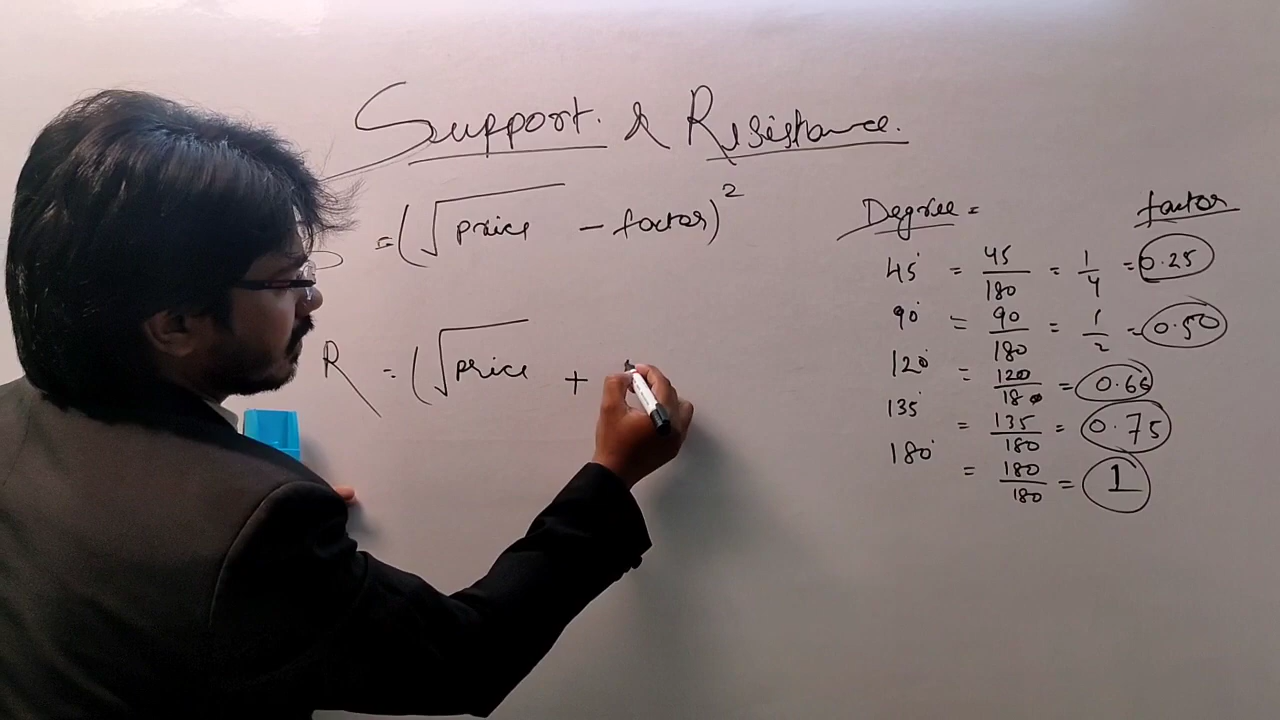 Support. & Resistance.
= (√price - factor)²
R = (√price +
Degree = factor
45° = 45/180 = 1/4 = 0.25
90° = 90/180 = 1/2 = 0.50
120° = 120/180 = 0.66
135° = 135/180 = 0.75
180° = 180/180 = 1